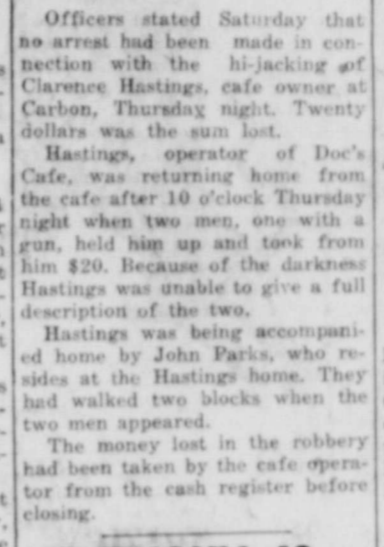 Officers stated Saturday that
no arrest had been made in con-
nection with the hi-jacking of
Clarence Hastings, cafe owner at
Carbon, Thursday night. Twenty
dollars was the sum lost.
Hastings, operator of Doc's
Cafe, was returning home from
the cafe after 10 o'clock Thursday
night when two men, one with a
gun, held him up and took from
him $20. Because of the darkness
Hastings was unable to give a full
description of the two.
Hastings was being accompani-
ed home by John Parks, who re-
sides at the Hastings home. They
had walked two blocks when the
two men appeared.
The money lost in the robbery
had been taken by the cafe opera-
tor from the cash register before
closing.